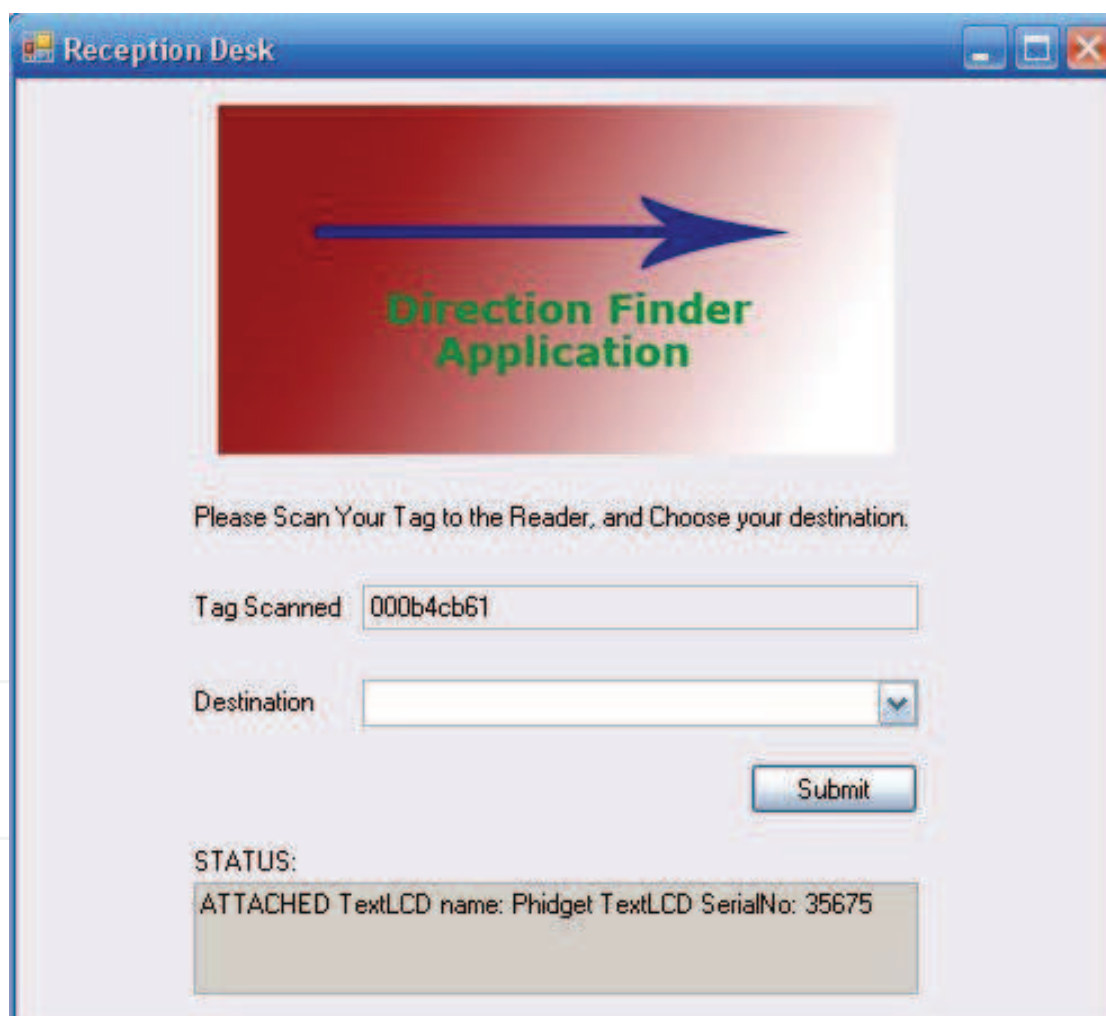 Reception Desk
Direction Finder
Application
Please Scan Your Tag to the Reader, and Choose your destination.
Tag Scanned 000b4cb61
Destination
Submit
STATUS:
ATTACHED TextLCD name: Phidget TextLCD SerialNo: 35675